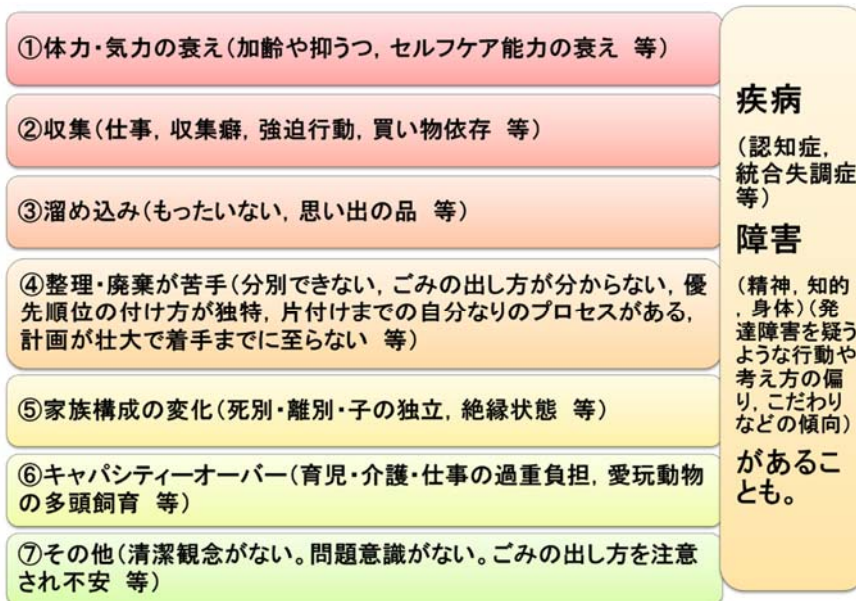 ①体力・気力の衰え(加齢や抑うつ, セルフケア能力の衰え 等)
②収集(仕事, 収集癖, 強迫行動, 買い物依存 等)
③溜め込み(もったいない, 思い出の品 等)
④整理・廃棄が苦手(分別できない, ごみの出し方が分からない, 優
先順位の付け方が独特, 片付けまでの自分なりのプロセスがある,
計画が壮大で着手までに至らない 等)
⑤家族構成の変化(死別・離別・子の独立, 絶縁状態 等)
⑥キャパシティーオーバー(育児・介護・仕事の過重負担, 愛玩動物
の多頭飼育 等)
⑦その他(清潔観念がない。問題意識がない。ごみの出し方を注意
され不安 等)
疾病
(認知症,
統合失調症
等)
障害
(精神, 知的
, 身体)(発
達障害を疑う
ような行動や
考え方の偏
り, こだわり
などの傾向)
があるこ
とも。